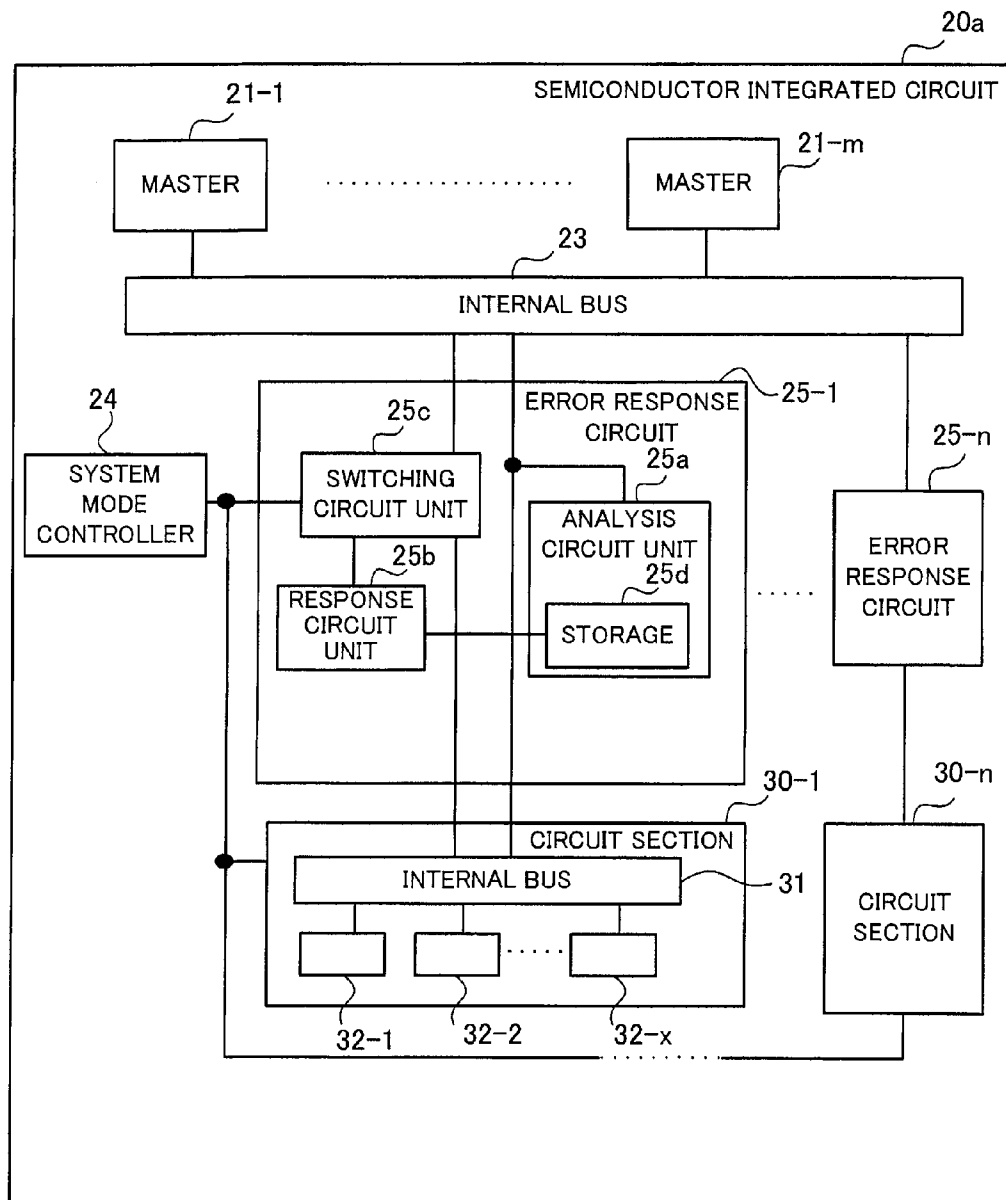 20a
SEMICONDUCTOR INTEGRATED CIRCUIT
21-1
MASTER
21-m
MASTER
23
INTERNAL BUS
24
SYSTEM
MODE
CONTROLLER
25-1
ERROR RESPONSE
CIRCUIT
25c
SWITCHING
CIRCUIT UNIT
25a
ANALYSIS
CIRCUIT UNIT
25b
RESPONSE
CIRCUIT
UNIT
25d
STORAGE
25-n
ERROR
RESPONSE
CIRCUIT
30-1
CIRCUIT SECTION
INTERNAL BUS
31
32-1
32-2
32-x
30-n
CIRCUIT
SECTION